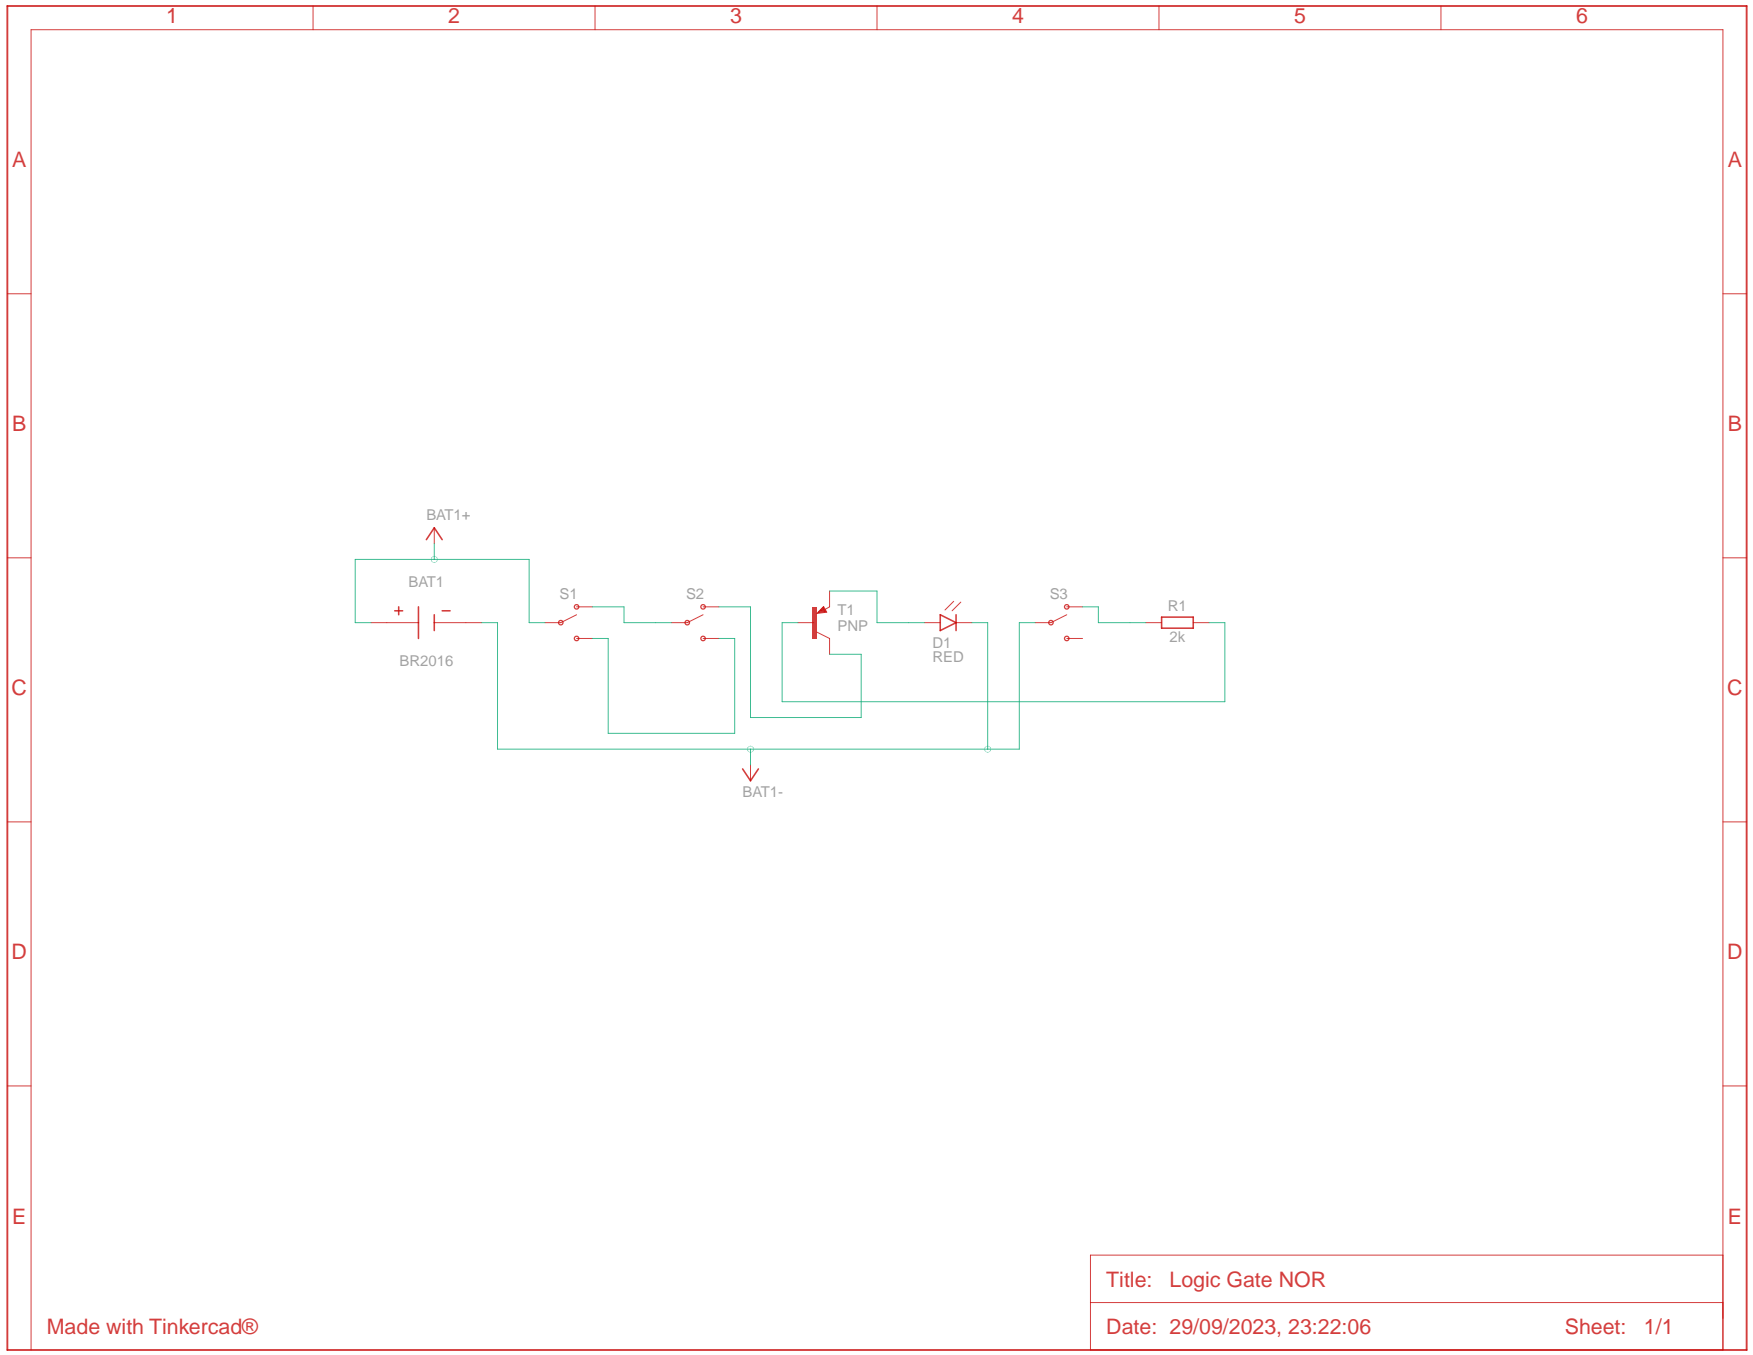 1 2 3 4 5 6
A A
B B
BAT1+
BAT1
+ −
BR2016
S1
S2
T1
PNP
D1
RED
S3
R1
2k
C C
BAT1-
D D
E E
Title: Logic Gate NOR
Made with Tinkercad®
Date: 29/09/2023, 23:22:06 Sheet: 1/1